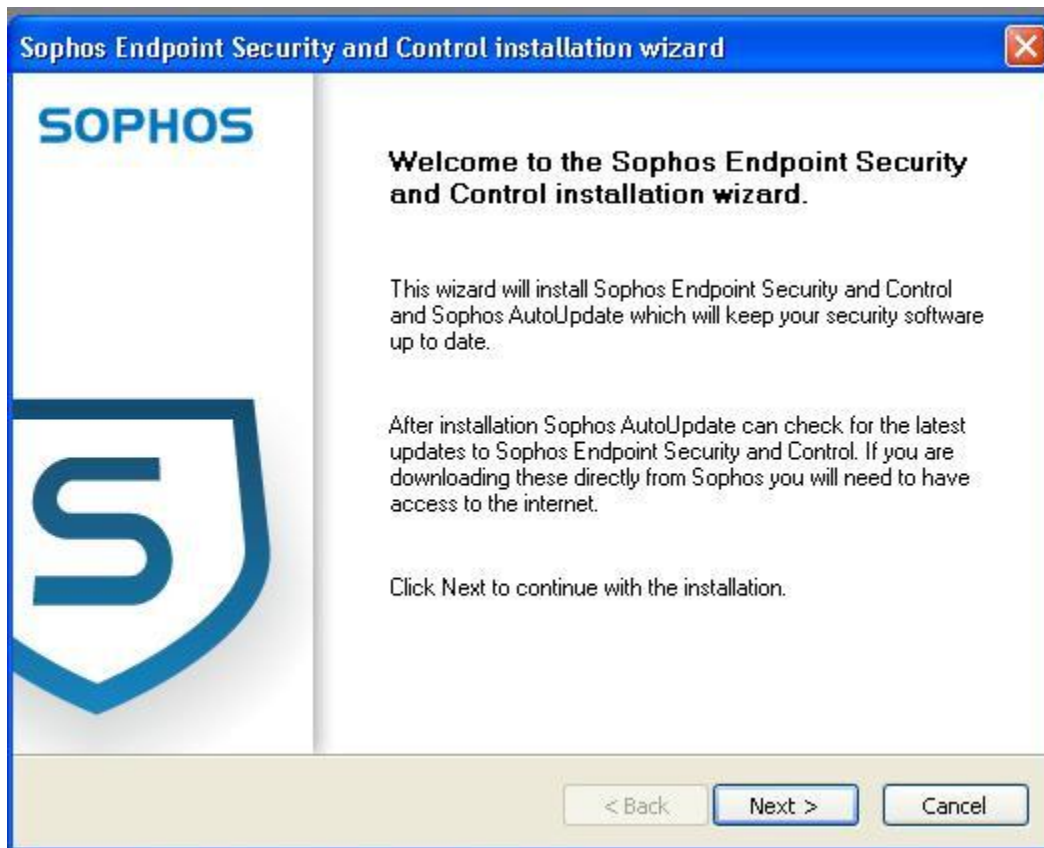 Sophos Endpoint Security and Control installation wizard
SOPHOS
Welcome to the Sophos Endpoint Security
and Control installation wizard.
This wizard will install Sophos Endpoint Security and Control
and Sophos AutoUpdate which will keep your security software
up to date.
After installation Sophos AutoUpdate can check for the latest
updates to Sophos Endpoint Security and Control. If you are
downloading these directly from Sophos you will need to have
access to the internet.
Click Next to continue with the installation.
S
< Back Next > Cancel